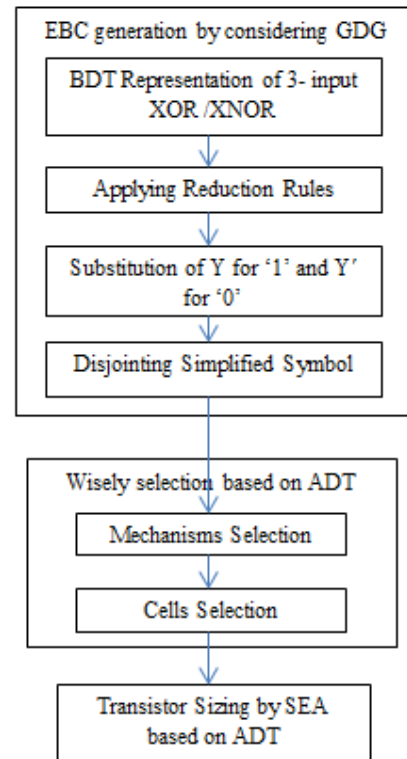 EBC generation by considering GDG
BDT Representation of 3- input
XOR /XNOR
Applying Reduction Rules
Substitution of Y for ‘1’ and Y′
for ‘0’
Disjointing Simplified Symbol
Wisely selection based on ADT
Mechanisms Selection
Cells Selection
Transistor Sizing by SEA
based on ADT